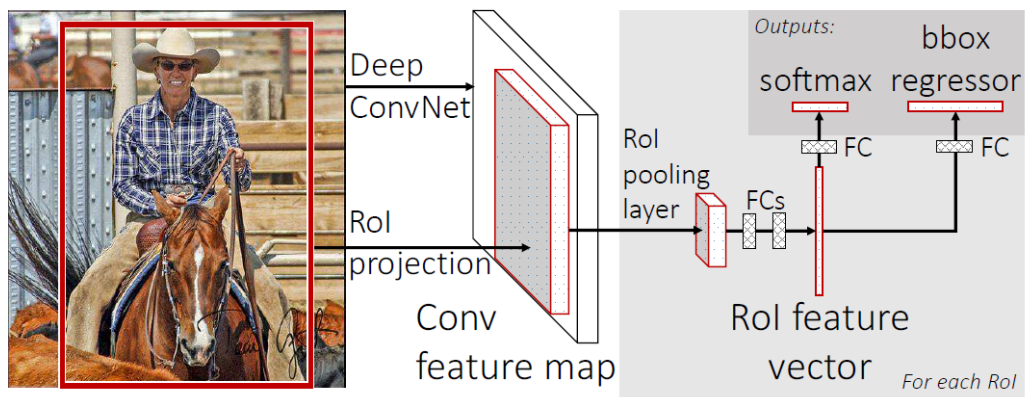 Deep
ConvNet
RoI
projection
Conv
feature map
RoI
pooling
layer
FCs
RoI feature
vector
For each RoI
Outputs:
softmax
bbox
regressor
FC
FC